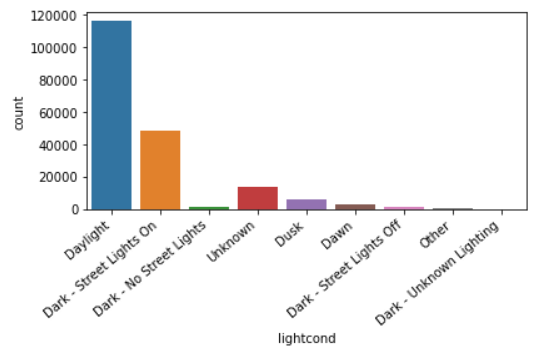 120000
100000
80000
60000
40000
20000
0
count
Daylight
Dark - Street Lights On
Dark - No Street Lights
Unknown
Dusk
Dawn
Dark - Street Lights Off
Other
Dark - Unknown Lighting
lightcond